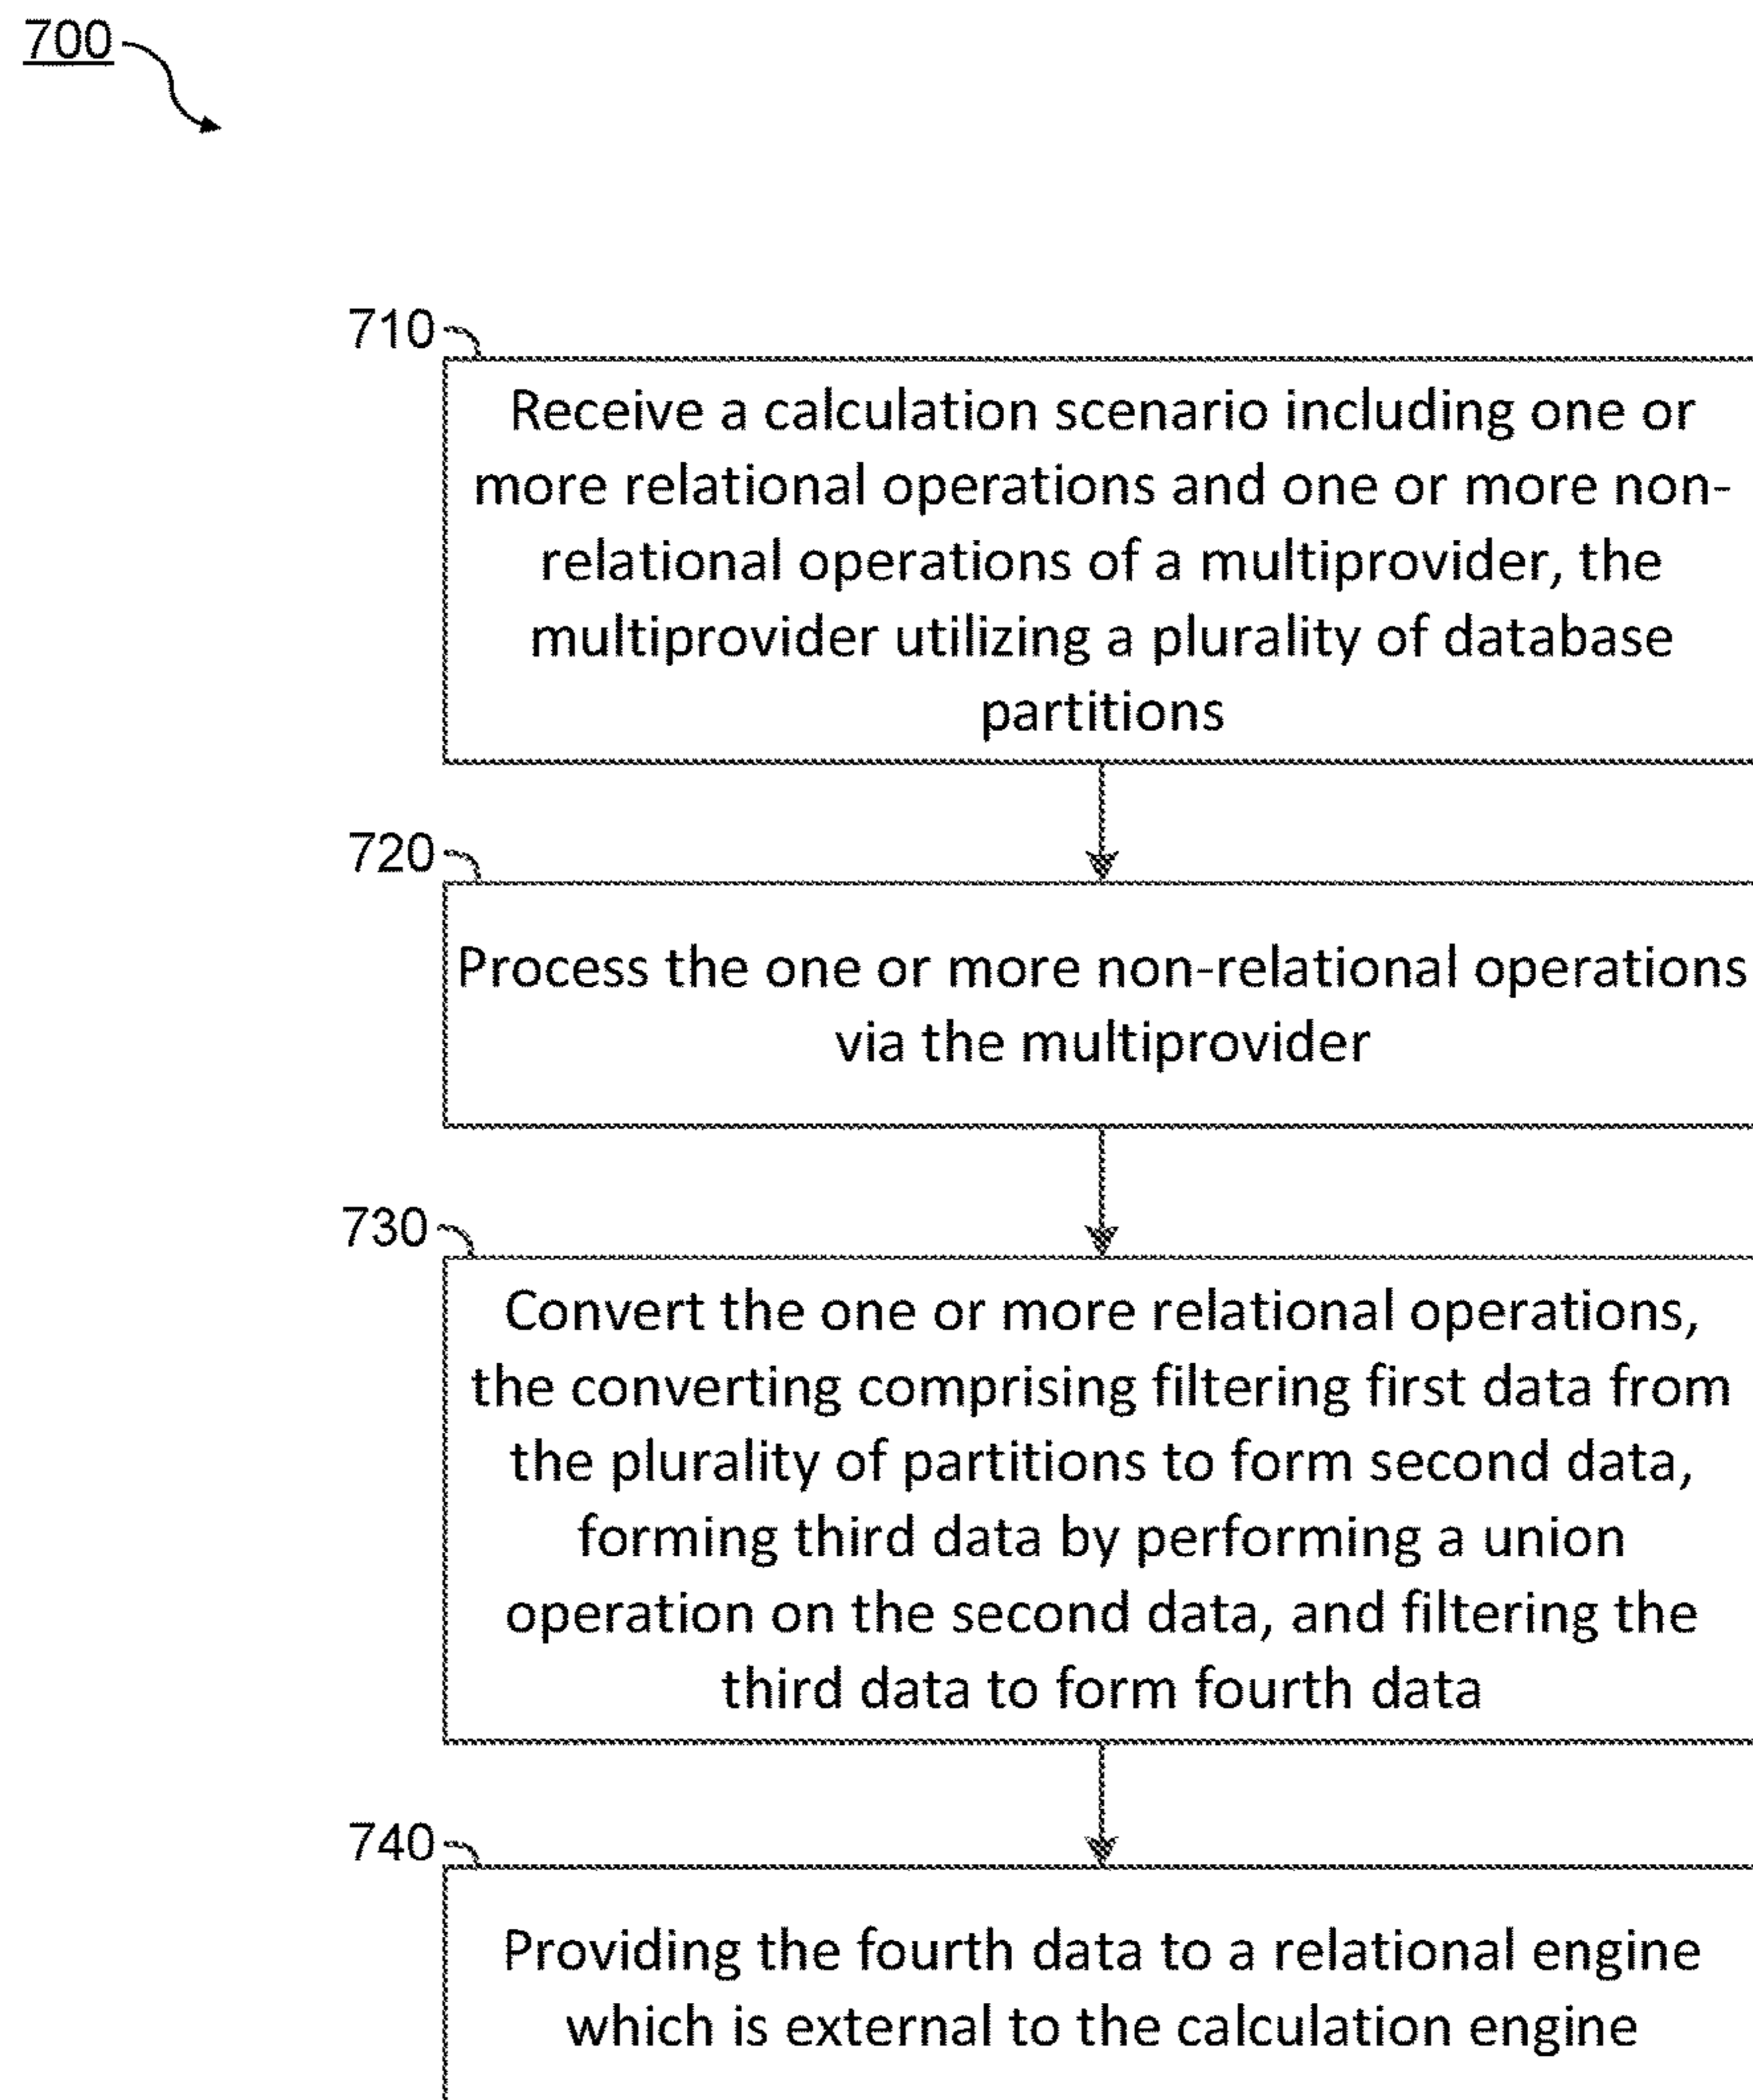 700
710
Receive a calculation scenario including one or
more relational operations and one or more non-
relational operations of a multiprovider, the
multiprovider utilizing a plurality of database
partitions
720
Process the one or more non-relational operations
via the multiprovider
730
Convert the one or more relational operations,
the converting comprising filtering first data from
the plurality of partitions to form second data,
forming third data by performing a union
operation on the second data, and filtering the
third data to form fourth data
740
Providing the fourth data to a relational engine
which is external to the calculation engine